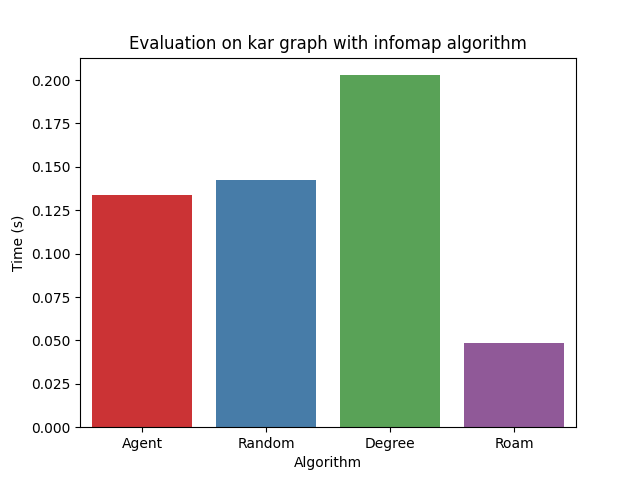 Evaluation on kar graph with infomap algorithm
0.200
0.175
0.150
0.125
0.100
0.075
0.050
0.025
0.000
Time (s)
Agent Random Degree Roam
Algorithm